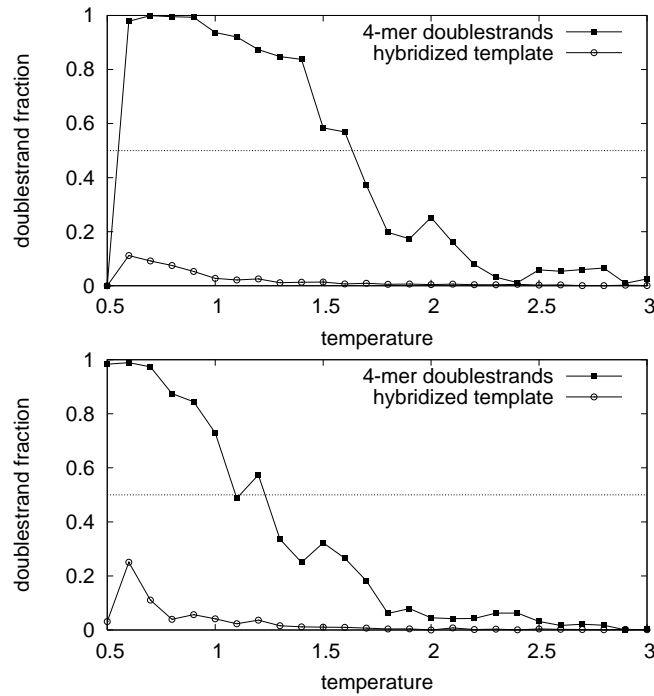 1
0.8
0.6
0.4
0.2
0
doublestrand fraction
4-mer doublestrands
hybridized template
0.5 1 1.5 2 2.5 3
temperature
1
0.8
0.6
0.4
0.2
0
doublestrand fraction
4-mer doublestrands
hybridized template
0.5 1 1.5 2 2.5 3
temperature